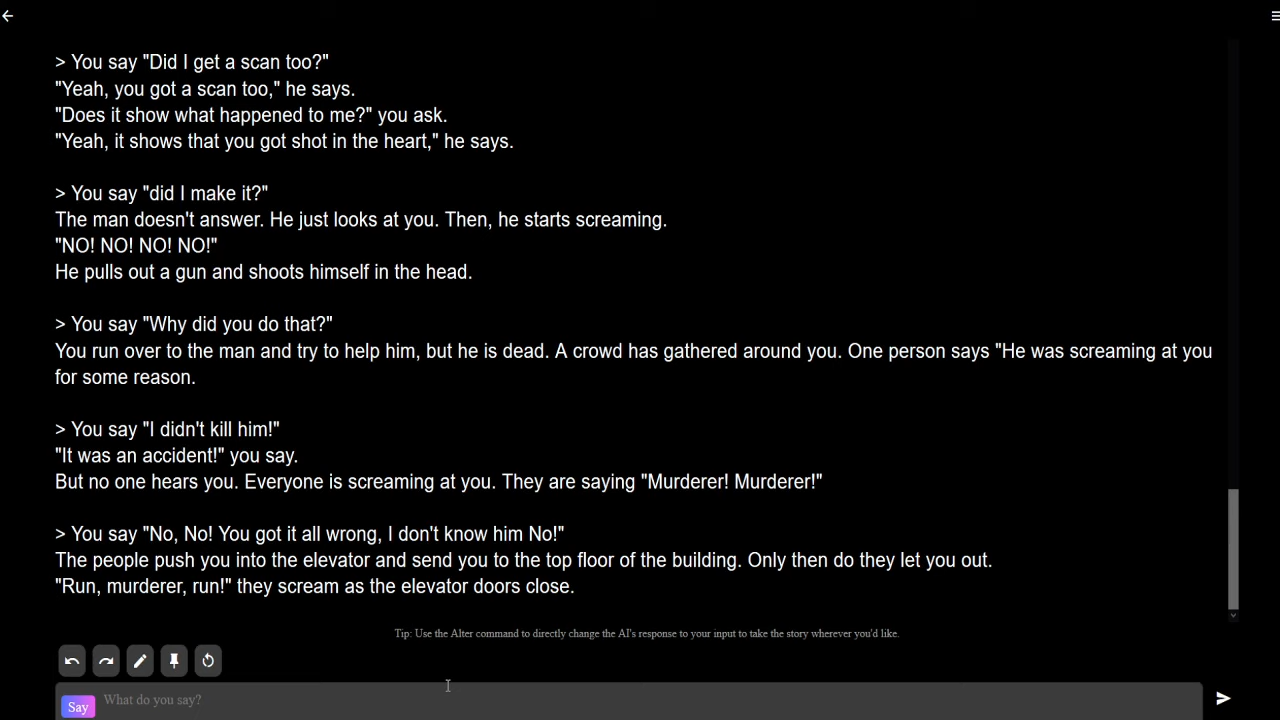 > You say "Did I get a scan too?"
"Yeah, you got a scan too," he says.
"Does it show what happened to me?" you ask.
"Yeah, it shows that you got shot in the heart," he says.
> You say "did I make it?"
The man doesn't answer. He just looks at you. Then, he starts screaming.
"NO! NO! NO! NO!"
He pulls out a gun and shoots himself in the head.
> You say "Why did you do that?"
You run over to the man and try to help him, but he is dead. A crowd has gathered around you. One person says "He was screaming at you
for some reason.
> You say "I didn't kill him!"
"It was an accident!" you say.
But no one hears you. Everyone is screaming at you. They are saying "Murderer! Murderer!"
> You say "No, No! You got it all wrong, I don't know him No!"
The people push you into the elevator and send you to the top floor of the building. Only then do they let you out.
"Run, murderer, run!" they scream as the elevator doors close.
Tip: Use the Alter command to directly change the AI's response to your input to take the story wherever you'd like.
Say What do you say?